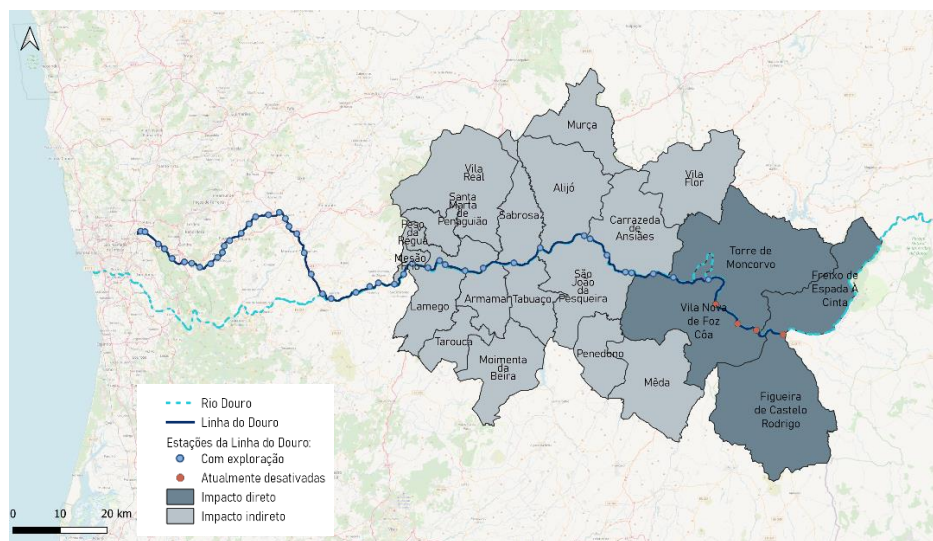 Murça
Vila
Real
Vila
Flor
Alijó
Santa
Marta
de
Penaguião
Sabrosa
Carrazeda
de
Ansiães
Peso
da
Régua
Mesão
Frio
Torre de
Moncorvo
Freixo de
Espada À
Cinta
São
João
da
Pesqueira
Lamego
Armamar
Tabuaço
Vila Nova
de Foz
Côa
Tarouca
Moimenta
da
Beira
Penedono
Mêda
Figueira
de Castelo
Rodrigo
Rio Douro
Linha do Douro
Estações da Linha do Douro:
Com exploração
Atualmente desativadas
Impacto direto
Impacto indireto
0 10 20 km